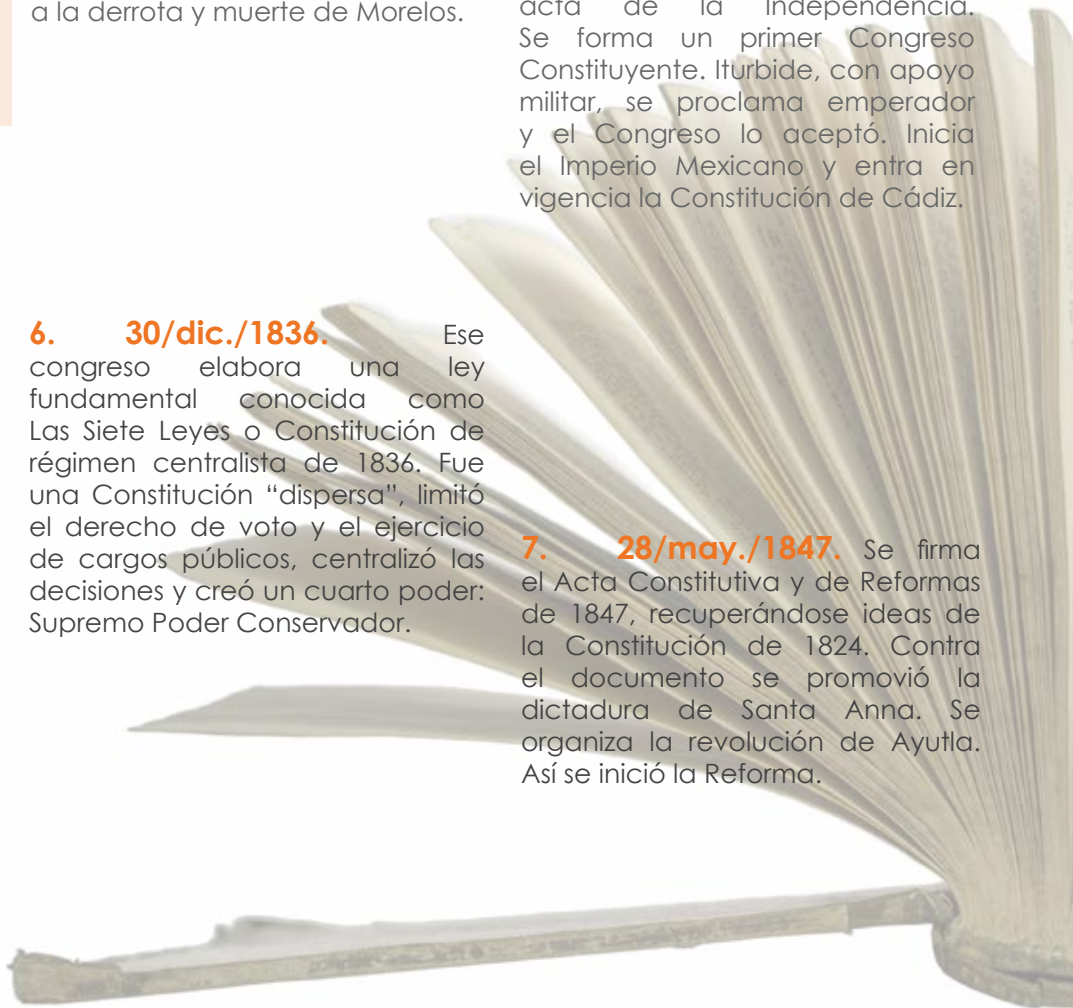 a la derrota y muerte de Morelos.
acta de la Independencia.
Se forma un primer Congreso
Constituyente. Iturbide, con apoyo
militar, se proclama emperador
y el Congreso lo aceptó. Inicia
el Imperio Mexicano y entra en
vigencia la Constitución de Cádiz.
6. 30/dic./1836. Ese
congreso elabora una ley
fundamental conocida como
Las Siete Leyes o Constitución de
régimen centralista de 1836. Fue
una Constitución “dispersa”, limitó
el derecho de voto y el ejercicio
de cargos públicos, centralizó las
decisiones y creó un cuarto poder:
Supremo Poder Conservador.
7. 28/may./1847. Se firma
el Acta Constitutiva y de Reformas
de 1847, recuperándose ideas de
la Constitución de 1824. Contra
el documento se promovió la
dictadura de Santa Anna. Se
organiza la revolución de Ayutla.
Así se inició la Reforma.